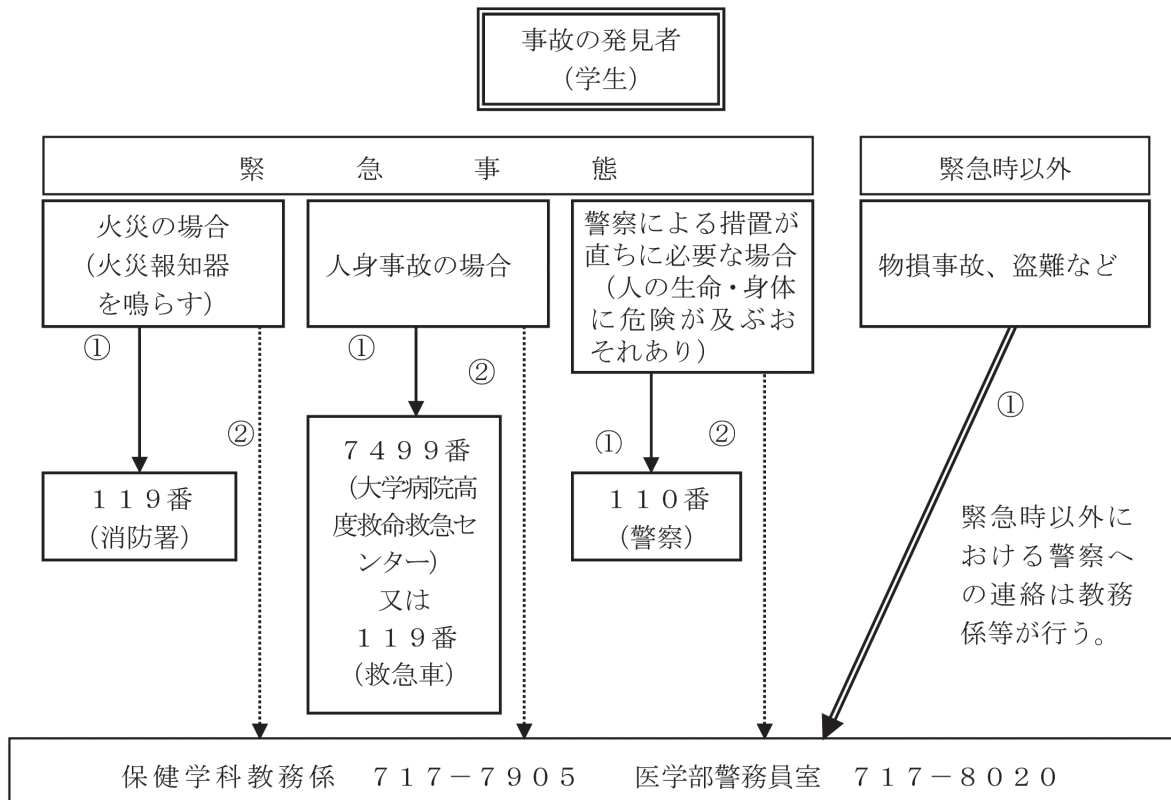 事故の発見者
（学生）
緊急事態
緊急時以外
火災の場合
（火災報知器
を鳴らす）
人身事故の場合
警察による措置が
直ちに必要な場合
（人の生命・身体
に危険が及ぶお
それあり）
物損事故、盗難など
①
②
①
②
①
②
①
１１９番
（消防署）
７４９９番
（大学病院高
度救命救急セ
ンター）
又は
１１９番
（救急車）
１１０番
（警察）
緊急時以外に
おける警察へ
の連絡は教務
係等が行う。
保健学科教務係　７１７－７９０５　　医学部警務員室　７１７－８０２０